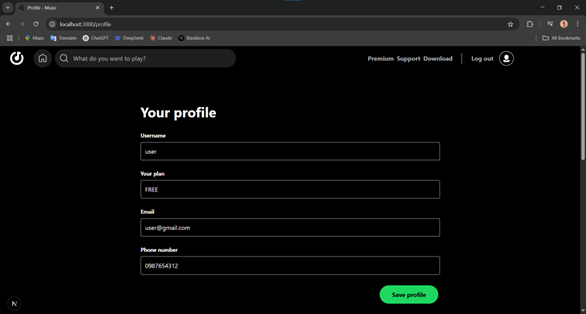 Profile - Music
localhost:3000/profile
Maps Translate ChatGPT DeepSeek Claude Blackbox AI All Bookmarks
What do you want to play? Premium Support Download Log out
Your profile
Username
user
Your plan
FREE
Email
user@gmail.com
Phone number
0987654312
Save profile
N